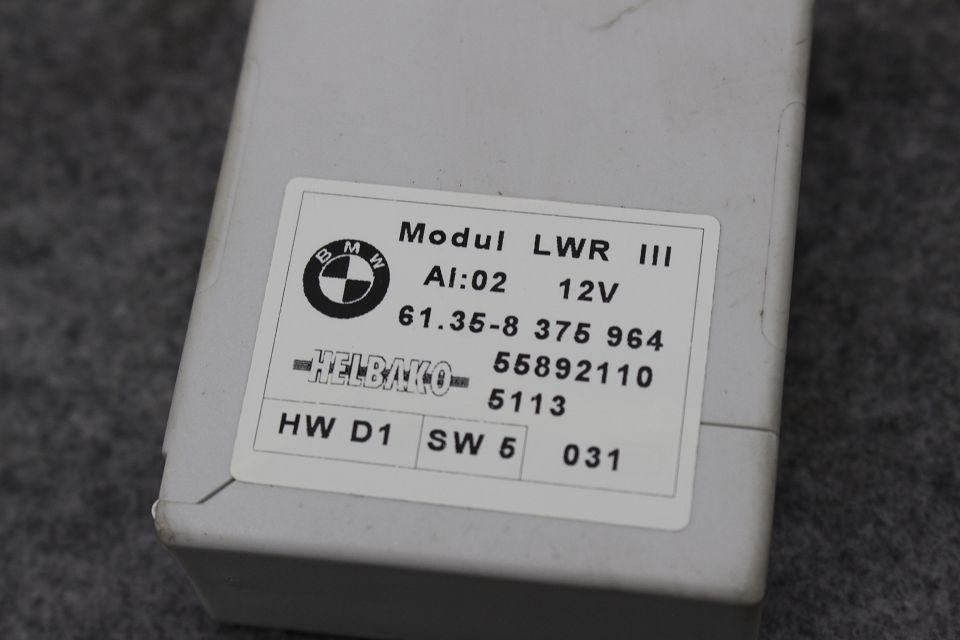 BMW
Modul LWR III
AI:02 12V
61.35-8 375 964
HELBAKO
55892110
5113
HW D1 SW 5 031